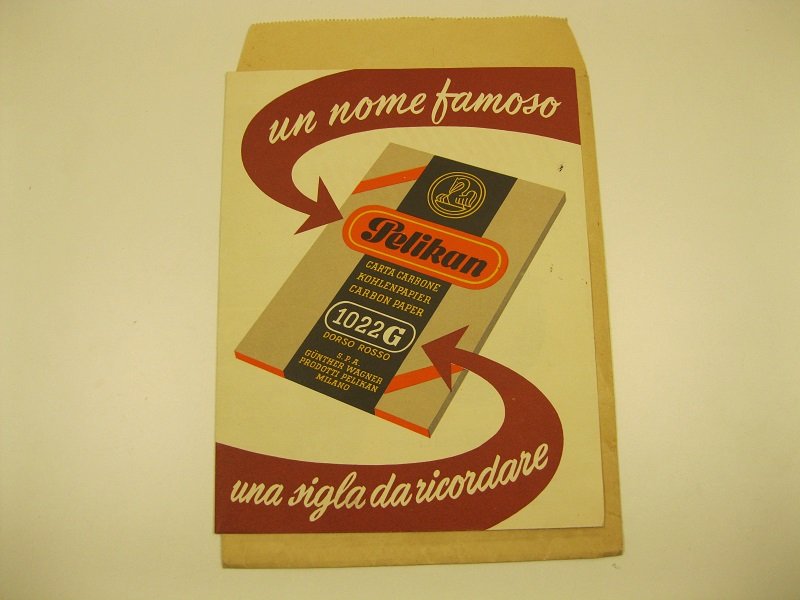 un nome famoso
Pelikan
CARTA CARBONE
KOHLENPAPIER
CARBON PAPER
1022G
DORSO ROSSO
S.P.A.
GÜNTHER WAGNER
PRODOTTI PELIKAN
MILANO
una sigla da ricordare